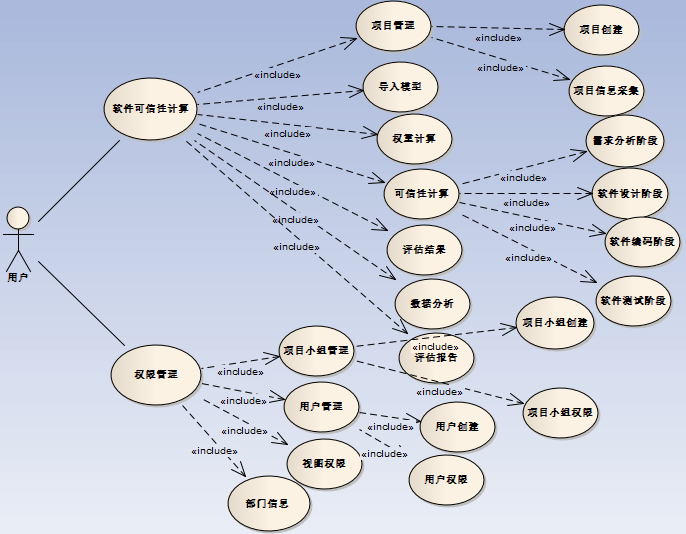 项目管理
项目创建
«include»
«include»
«include»
项目信息采集
导入模型
软件可信性计算
«include»
权重计算
«include»
需求分析阶段
«include»
«include»
可信性计算
软件设计阶段
«include»
«include»
«include»
软件编码阶段
«include»
评估结果
«include»
«include»
用户
数据分析
软件测试阶段
项目小组创建
项目小组管理
«include»
评估报告
权限管理
«include»
«include»
«include»
用户管理
项目小组权限
«include»
用户创建
«include»
«include»
«include»
视图权限
用户权限
部门信息